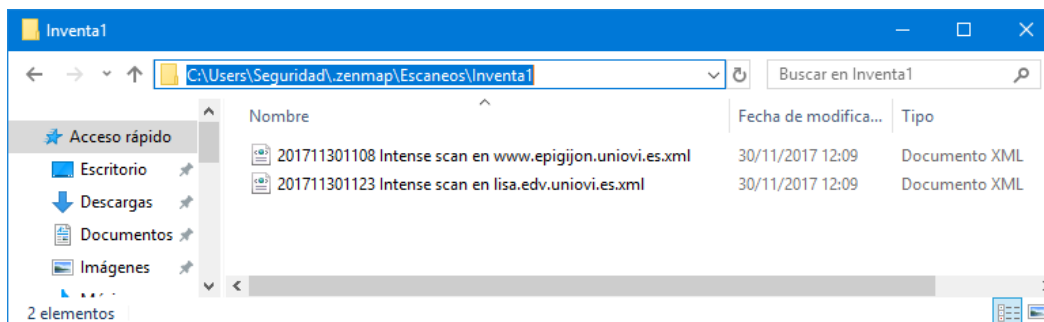 Inventa1
C:\Users\Seguridad\.zenmap\Escaneos\Inventa1
Buscar en Inventa1
Nombre
Fecha de modifica...
Tipo
Acceso rápido
Escritorio
Descargas
Documentos
Imágenes
201711301108 Intense scan en www.epigijon.uniovi.es.xml
30/11/2017 12:09
Documento XML
201711301123 Intense scan en lisa.edv.uniovi.es.xml
30/11/2017 12:09
Documento XML
2 elementos